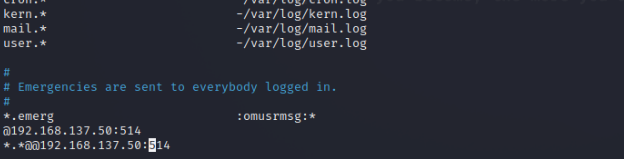 cron.* -/var/log/cron.log
kern.* -/var/log/kern.log
mail.* -/var/log/mail.log
user.* -/var/log/user.log
#
# Emergencies are sent to everybody logged in.
#
*.emerg :omusrmsg:*
@192.168.137.50:514
*.*@@192.168.137.50:514